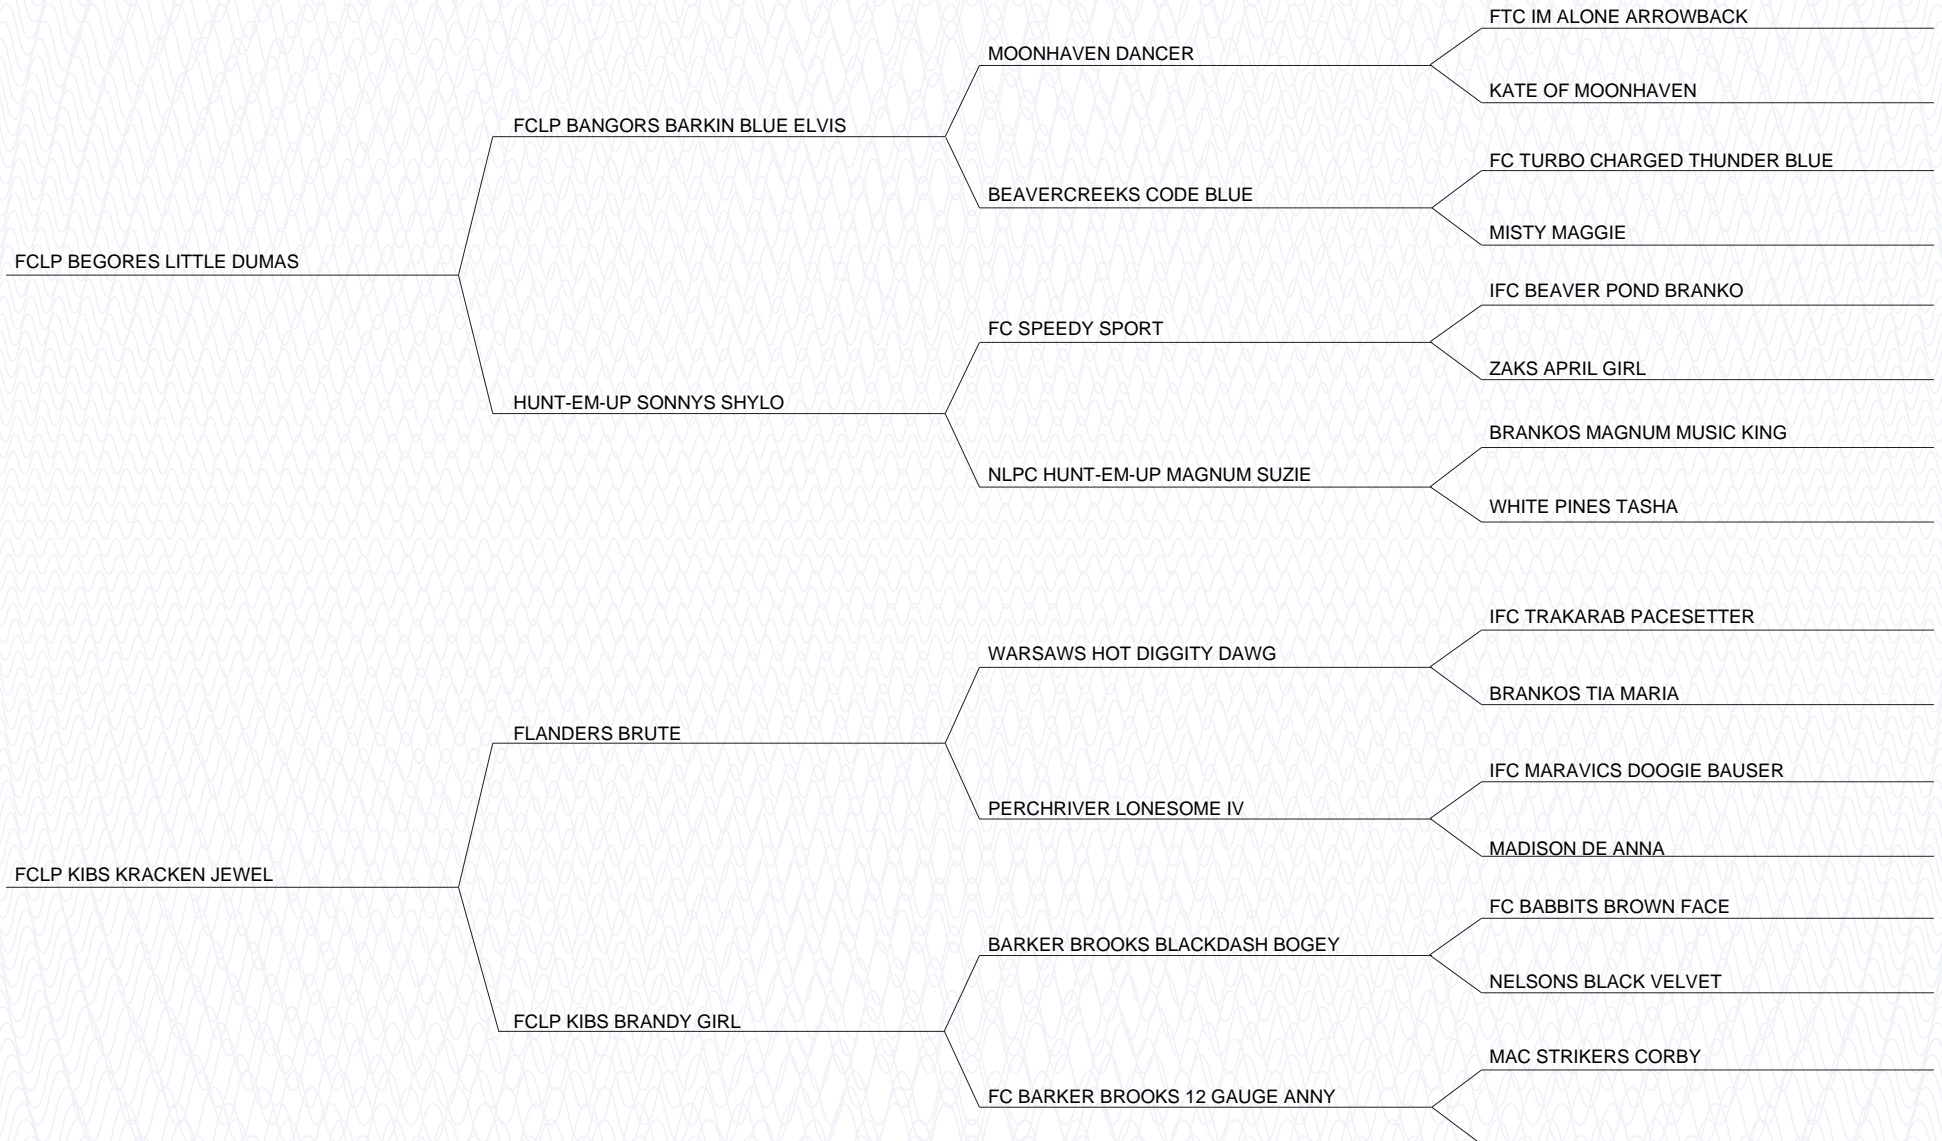 FTC IM ALONE ARROWBACK
MOONHAVEN DANCER
KATE OF MOONHAVEN
FCLP BANGORS BARKIN BLUE ELVIS
FC TURBO CHARGED THUNDER BLUE
BEAVERCREEKS CODE BLUE
MISTY MAGGIE
FCLP BEGORES LITTLE DUMAS
IFC BEAVER POND BRANKO
FC SPEEDY SPORT
ZAKS APRIL GIRL
HUNT-EM-UP SONNYS SHYLO
BRANKOS MAGNUM MUSIC KING
NLPC HUNT-EM-UP MAGNUM SUZIE
WHITE PINES TASHA
IFC TRAKARAB PACESETTER
WARSAWS HOT DIGGITY DAWG
BRANKOS TIA MARIA
FLANDERS BRUTE
IFC MARAVICS DOOGIE BAUSER
PERCHRIVER LONESOME IV
MADISON DE ANNA
FCLP KIBS KRACKEN JEWEL
FC BABBITS BROWN FACE
BARKER BROOKS BLACKDASH BOGEY
NELSONS BLACK VELVET
FCLP KIBS BRANDY GIRL
MAC STRIKERS CORBY
FC BARKER BROOKS 12 GAUGE ANNY